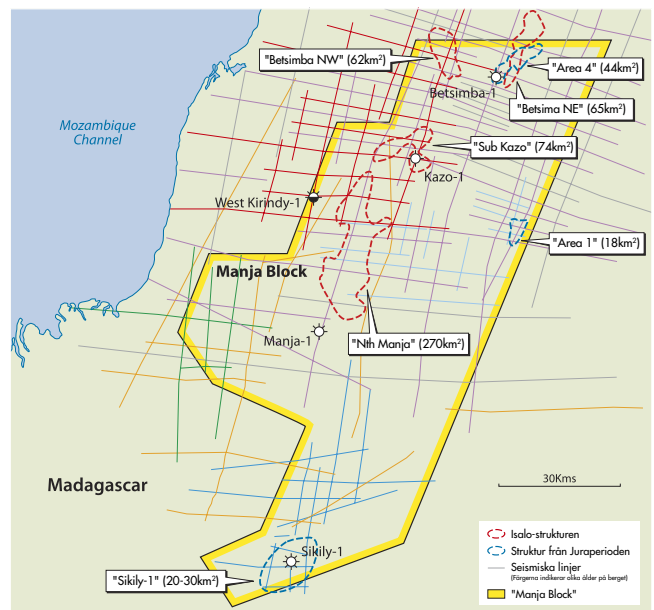 "Betsimba NW" (62km²)
"Area 4" (44km²)
Betsimba-1
"Betsima NE" (65km²)
Mozambique
Channel
"Sub Kazo" (74km²)
Kazo-1
West Kirindy-1
"Area 1" (18km²)
Manja Block
Manja-1
"Nth Manja" (270km²)
Madagascar
30Kms
Isalo-strukturen
Struktur från Juraperioden
Seismiska linjer
(Färgerna indikerar olika ålder på berget)
"Manja Block"
Sikily-1
"Sikily-1" (20-30km²)